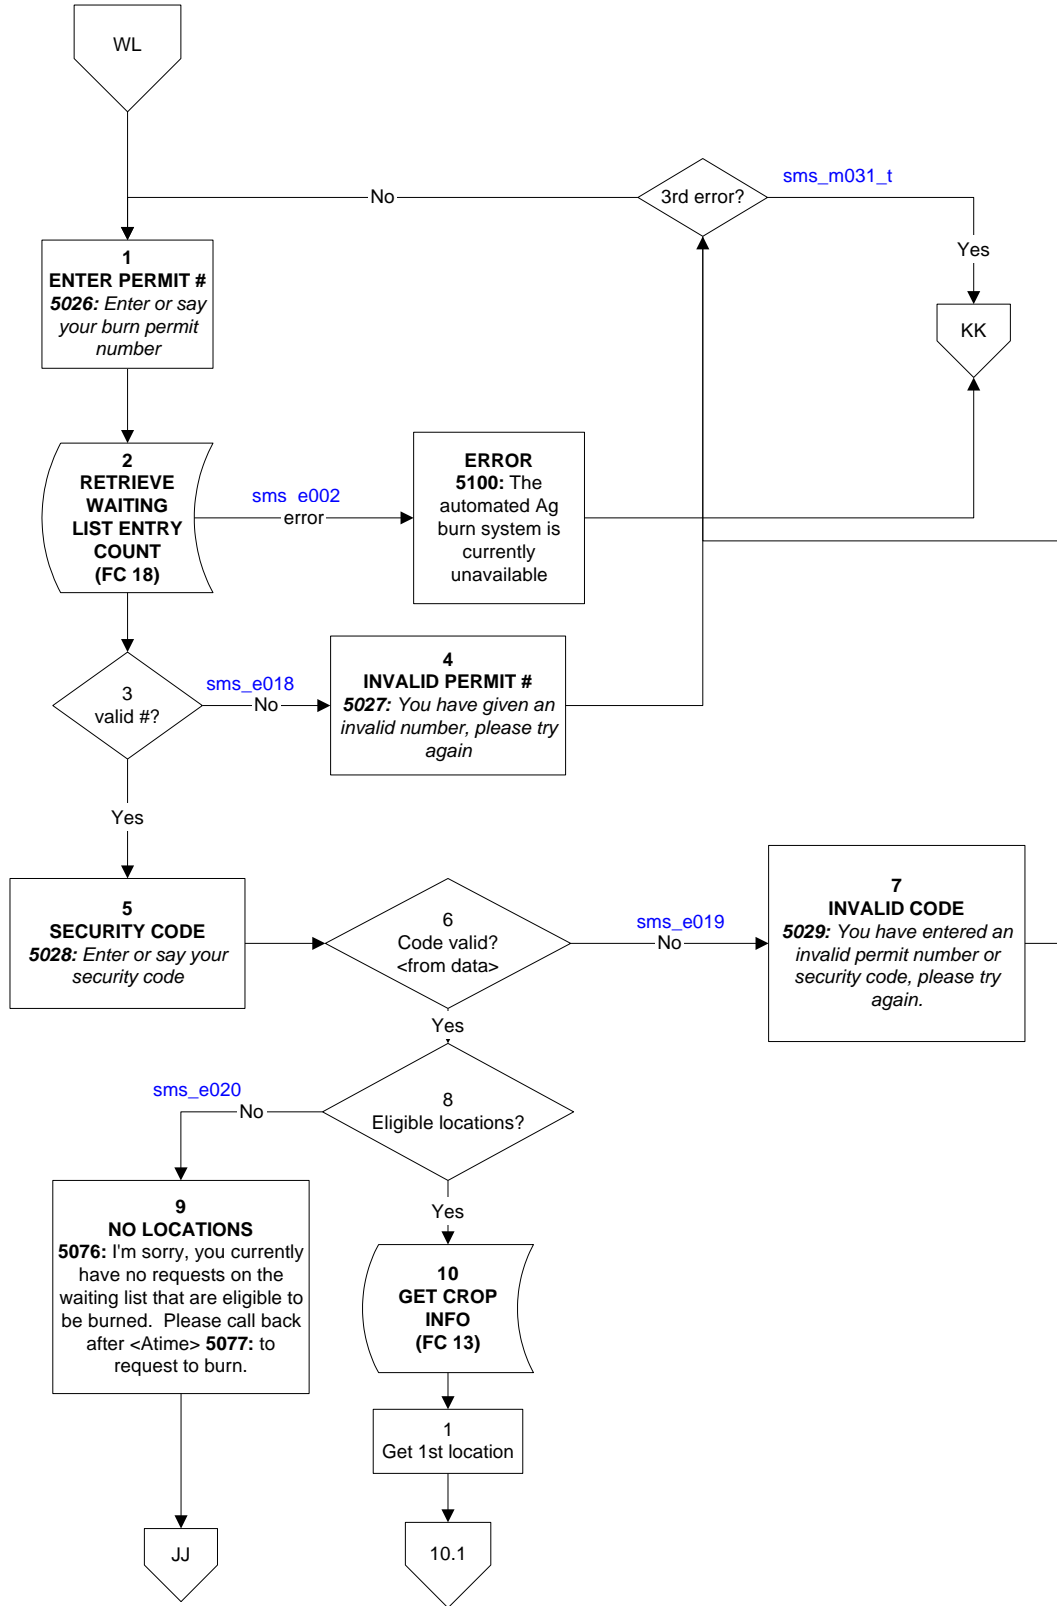 WL
3rd error?
sms_m031_t
No
Yes
KK
1
ENTER PERMIT #
5026: Enter or say
your burn permit
number
2
RETRIEVE
WAITING
LIST ENTRY
COUNT
(FC 18)
sms_e002
error
ERROR
5100: The
automated Ag
burn system is
currently
unavailable
3
valid #?
sms_e018
No
4
INVALID PERMIT #
5027: You have given an
invalid number, please try
again
Yes
5
SECURITY CODE
5028: Enter or say your
security code
6
Code valid?
<from data>
sms_e019
No
7
INVALID CODE
5029: You have entered an
invalid permit number or
security code, please try
again.
Yes
8
Eligible locations?
sms_e020
No
9
NO LOCATIONS
5076: I'm sorry, you currently
have no requests on the
waiting list that are eligible to
be burned.  Please call back
after <Atime> 5077: to
request to burn.
Yes
10
GET CROP
INFO
(FC 13)
1
Get 1st location
JJ
10.1